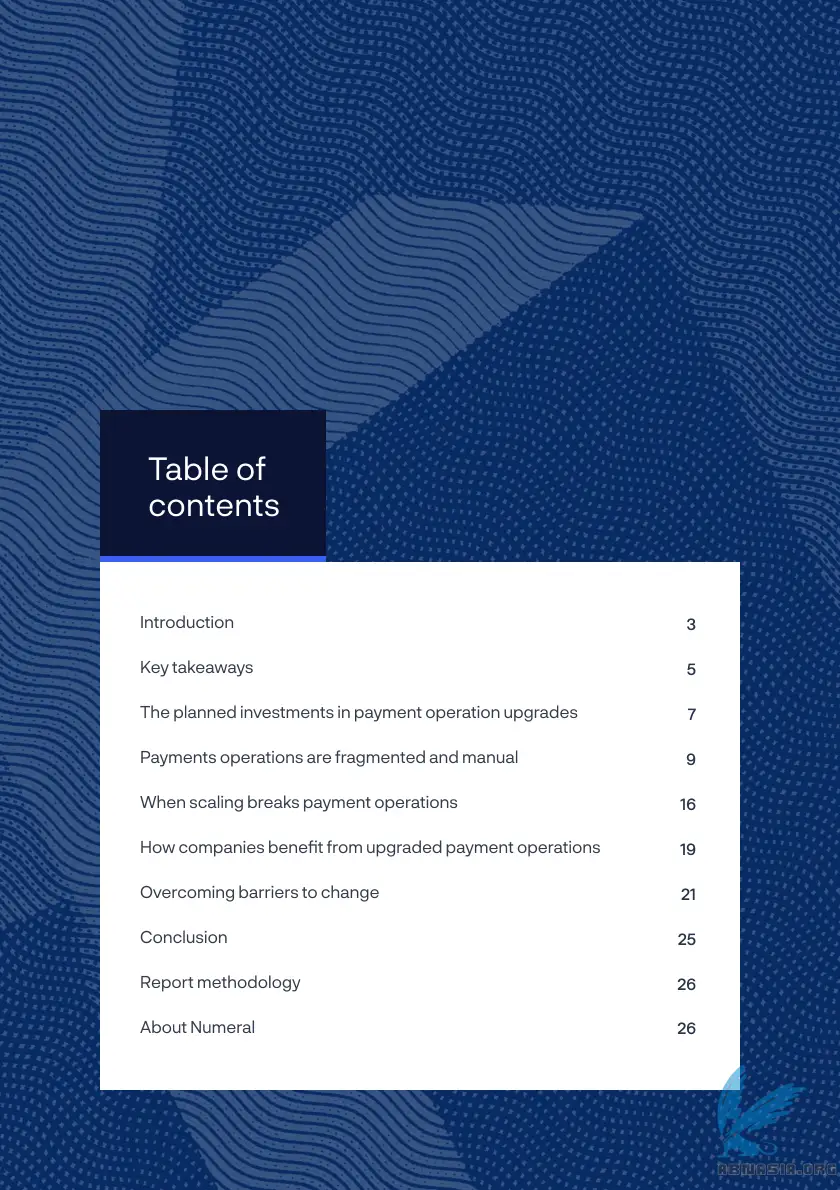 Table of
contents
Introduction 3
Key takeaways 5
The planned investments in payment operation upgrades 7
Payments operations are fragmented and manual 9
When scaling breaks payment operations 16
How companies benefit from upgraded payment operations 19
Overcoming barriers to change 21
Conclusion 25
Report methodology 26
About Numeral 26
ABNASIA.ORG